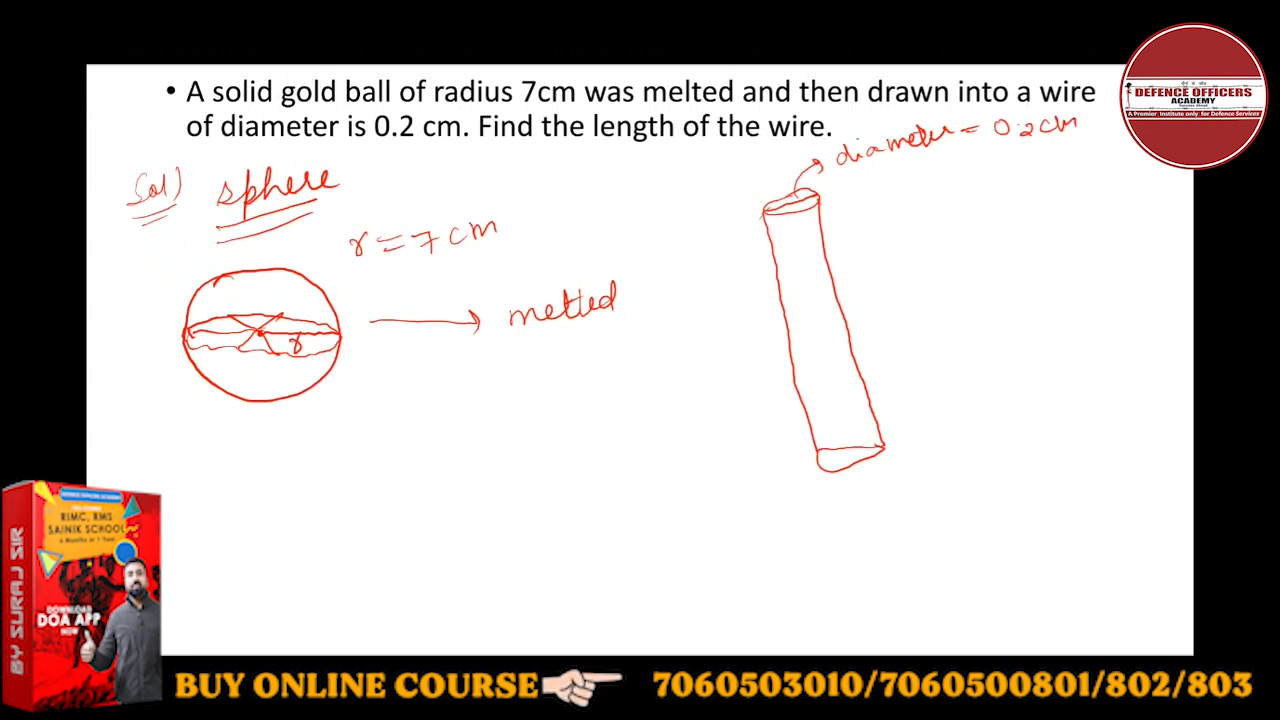 • A solid gold ball of radius 7cm was melted and then drawn into a wire
of diameter is 0.2 cm. Find the length of the wire.
DEFENCE OFFICERS
ACADEMY
A Premier Institute only for Defence Services
diameter = 0.2cm
Sol) sphere
r = 7 cm
melted
r
RIMC, RMS
SAINIK SCHOOL
BY SURAJ SIR
DOWNLOAD
DOA APP
NOW
BUY ONLINE COURSE 7060503010/7060500801/802/803